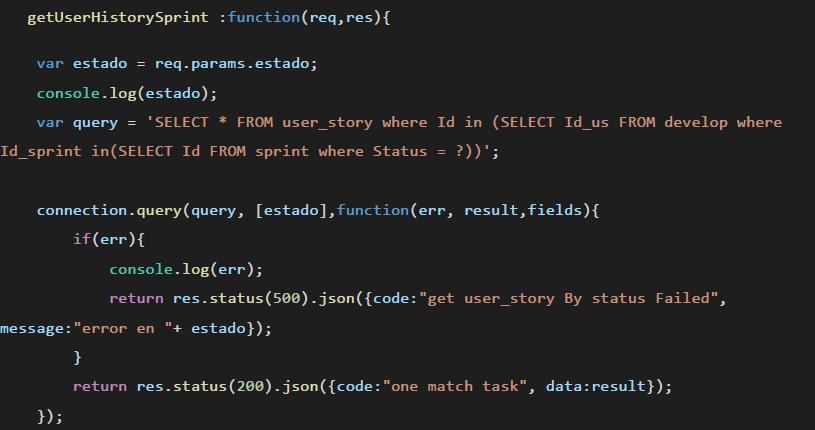 getUserHistorySprint :function(req,res){
var estado = req.params.estado;
console.log(estado);
var query = 'SELECT * FROM user_story where Id in (SELECT Id_us FROM develop where
Id_sprint in(SELECT Id FROM sprint where Status = ?))';
connection.query(query, [estado],function(err, result,fields){
if(err){
console.log(err);
return res.status(500).json({code:"get user_story By status Failed",
message:"error en "+ estado});
}
return res.status(200).json({code:"one match task", data:result});
});